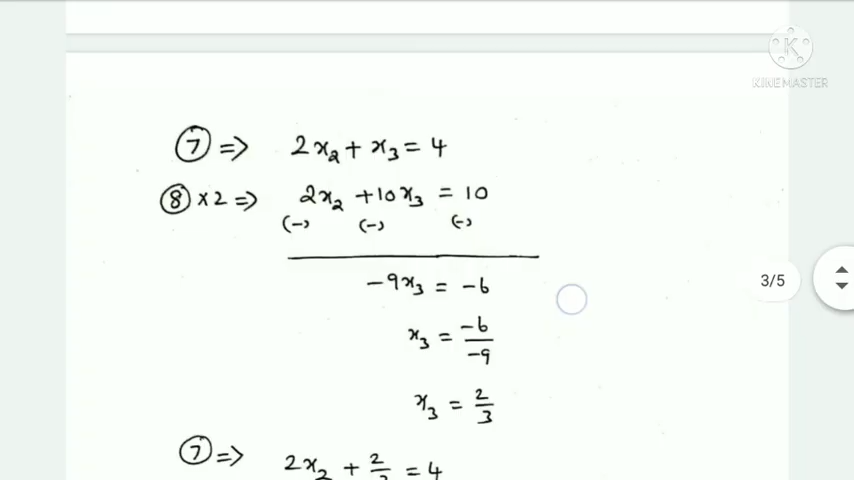 KINEMASTER
⑦ => 2x₂ + x₃ = 4
⑧ × 2 => 2x₂ + 10x₃ = 10
(-) (-) (-)
-9x₃ = -6
x₃ = -6/-9
x₃ = 2/3
⑦ => 2x₂ + 2/3 = 4
3/5